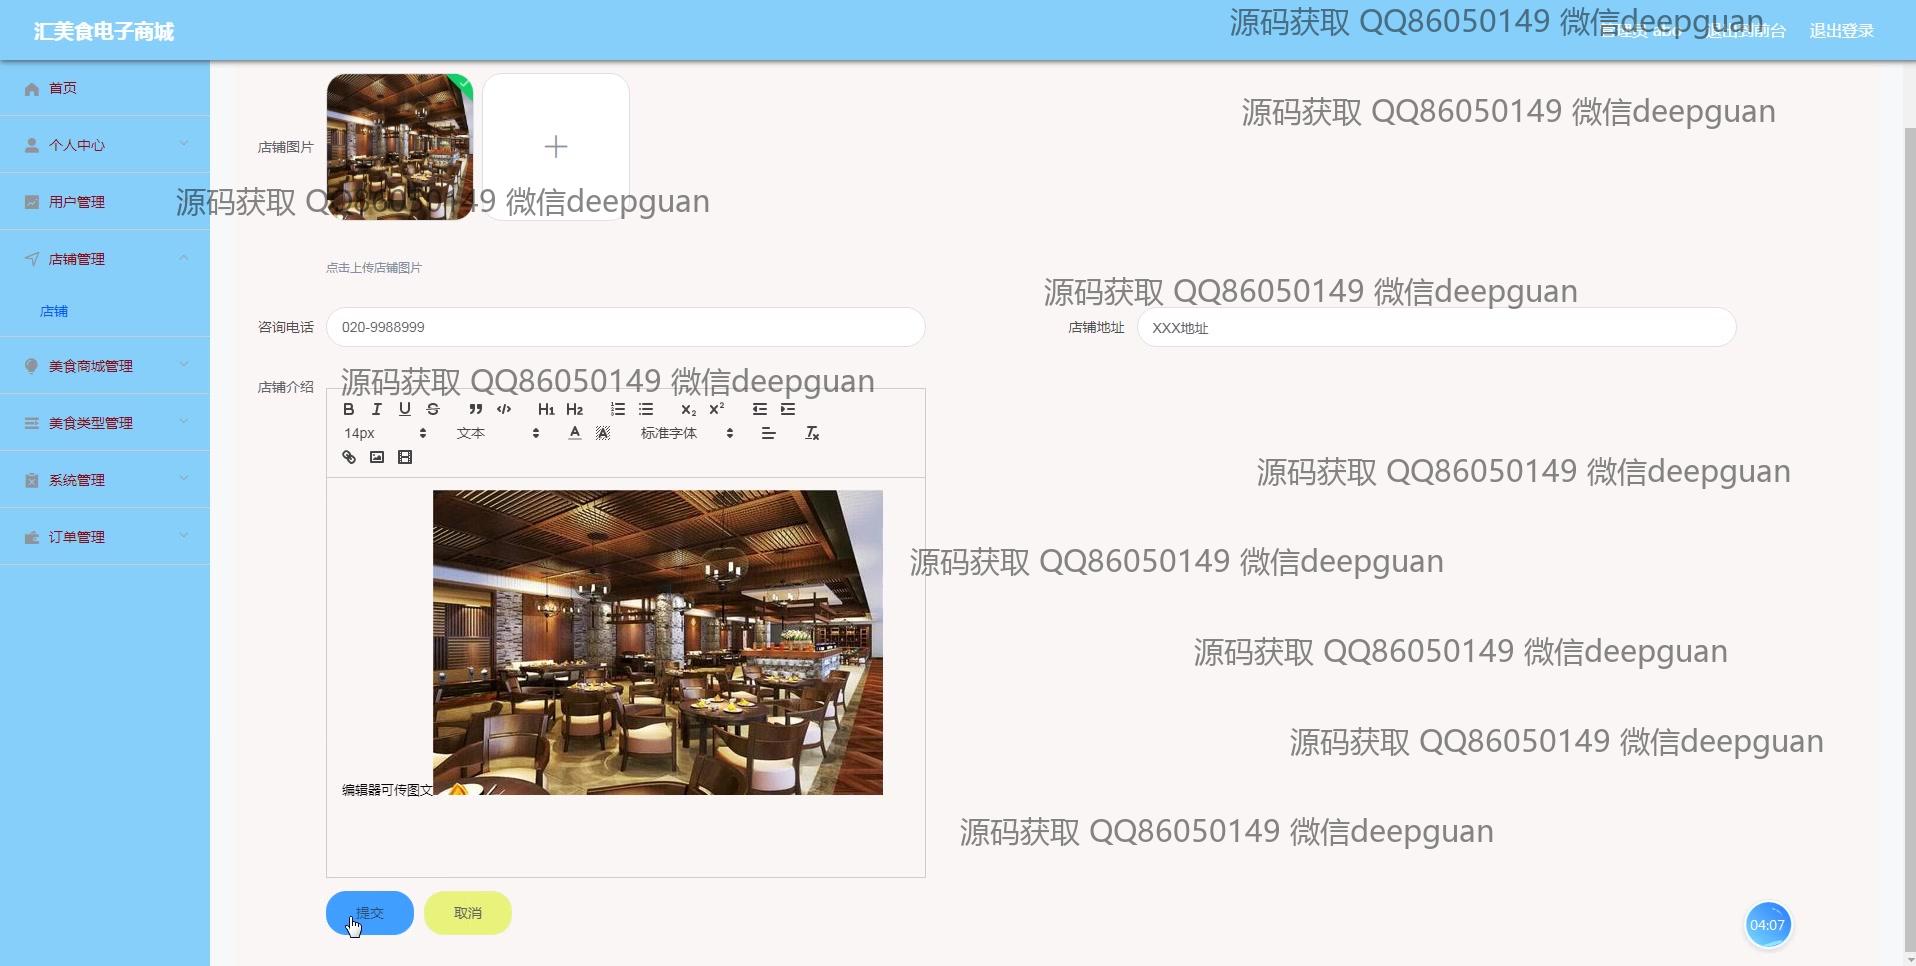 汇美食电子商城
源码获取 QQ86050149 微信deepguan
管理员 abo
退出到前台
退出登录
首页
源码获取 QQ86050149 微信deepguan
个人中心
店铺图片
用户管理
源码获取 QQ86050149 微信deepguan
店铺管理
点击上传店铺图片
源码获取 QQ86050149 微信deepguan
店铺
咨询电话
020-9988999
店铺地址
XXX地址
美食商城管理
店铺介绍
源码获取 QQ86050149 微信deepguan
B I U S H1 H2 X2 X2
14px 文本 A A 标准字体 Tx
美食类型管理
源码获取 QQ86050149 微信deepguan
系统管理
订单管理
源码获取 QQ86050149 微信deepguan
源码获取 QQ86050149 微信deepguan
源码获取 QQ86050149 微信deepguan
编辑器可传图文
源码获取 QQ86050149 微信deepguan
提交
取消
04:07